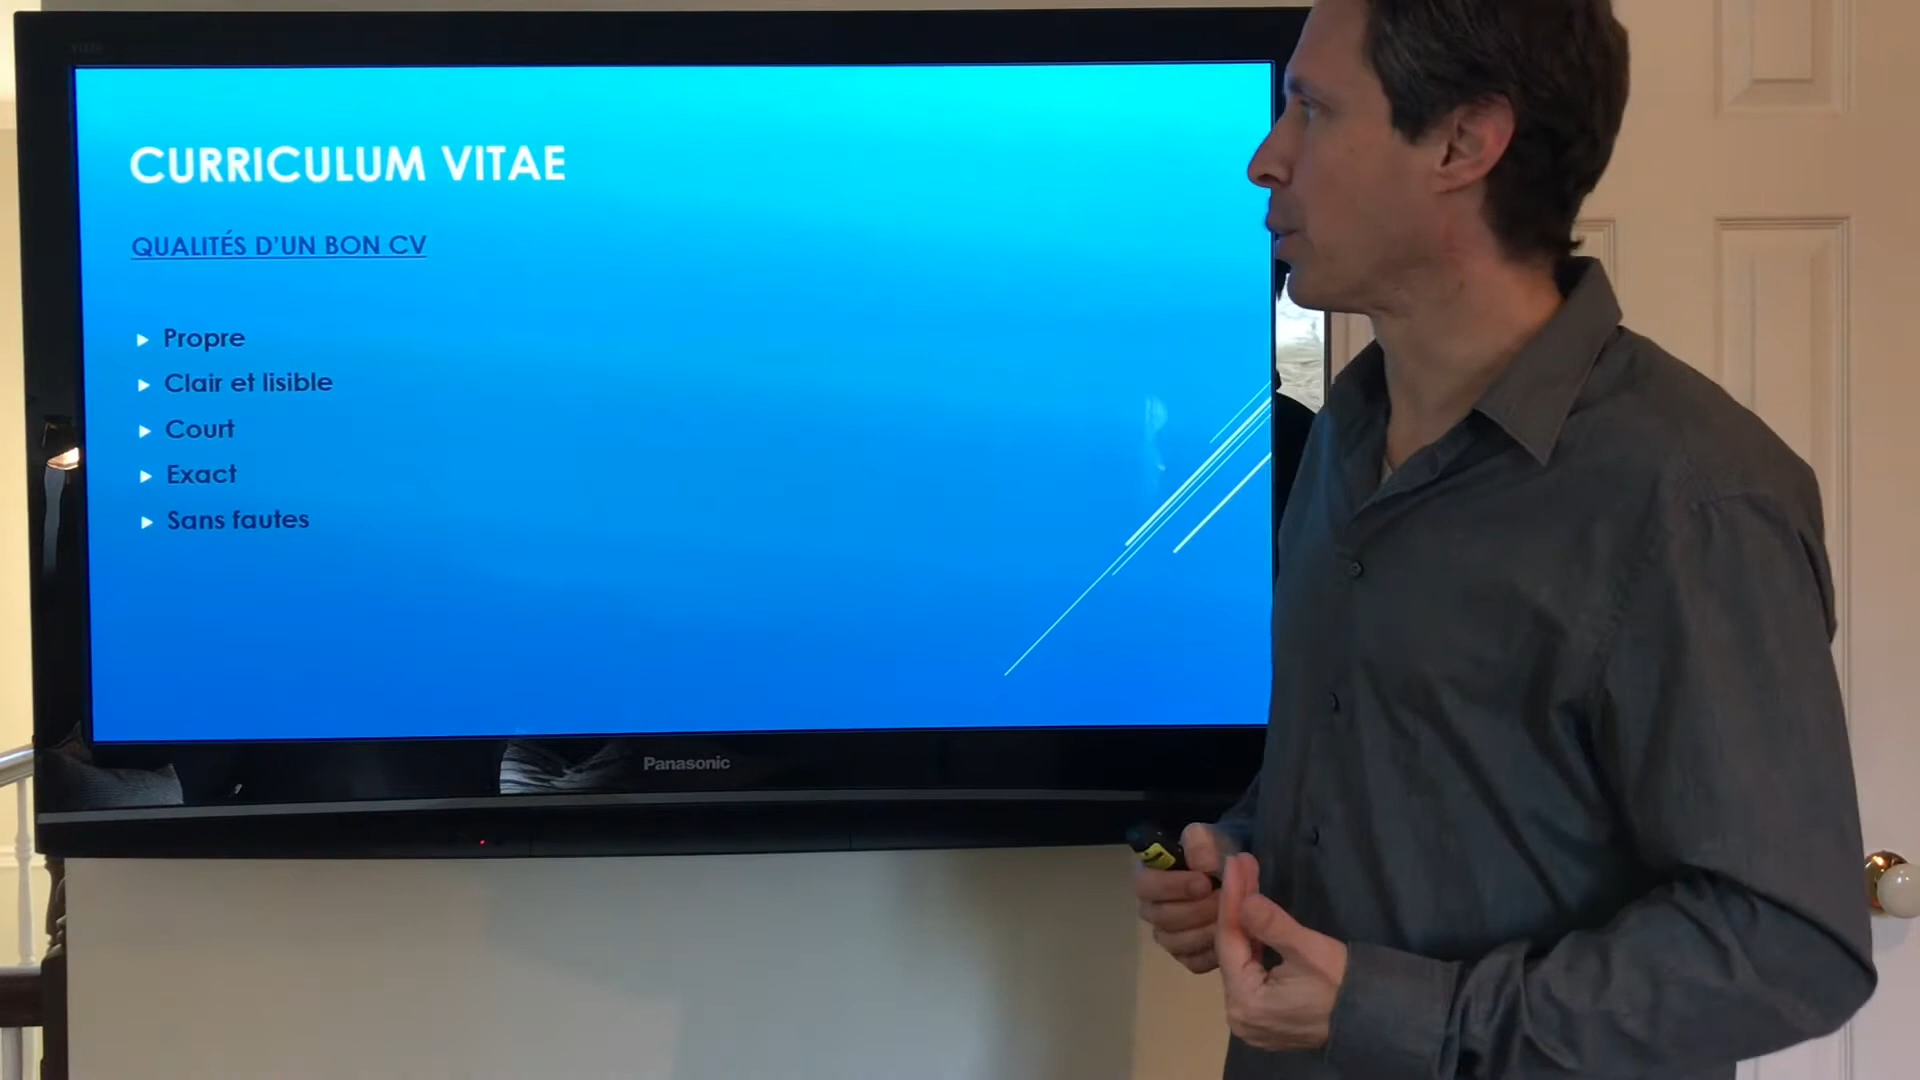 CURRICULUM VITAE
QUALITÉS D'UN BON CV
Propre
Clair et lisible
Court
Exact
Sans fautes
Panasonic